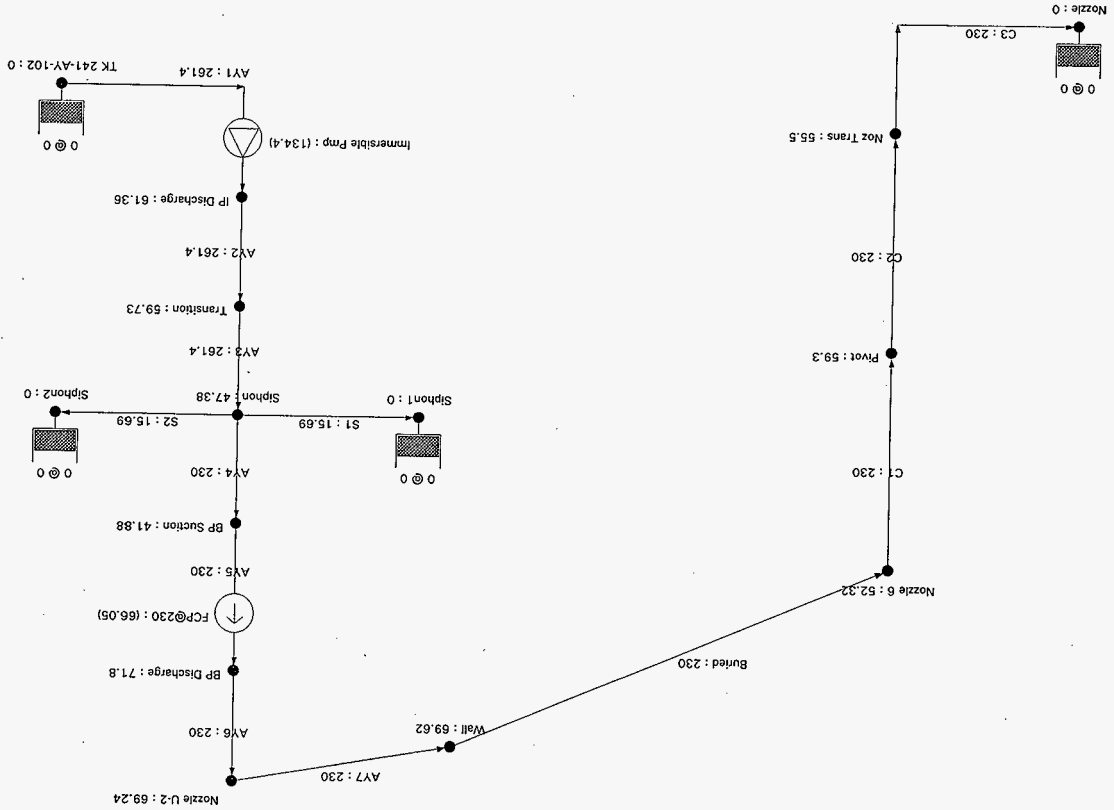 Nozzle U-2 : 69.24
AY7 : 230
AY6 : 230
Wall : 69.62
BP Discharge : 71.8
Buried : 230
FCP@230 : (66.05)
Nozzle 6 : 52.32
AY5 : 230
BP Suction : 41.88
0 @ 0
0 @ 0
C1 : 230
AY4 : 230
S1 : 15.69
S2 : 15.69
Siphon1 : 0
Siphon : 47.38
Siphon2 : 0
Pivot : 59.3
AY3 : 261.4
Transition : 59.73
C2 : 230
AY2 : 261.4
IP Discharge : 61.36
0 @ 0
Immersible Pmp : (134.4)
Noz Trans : 55.5
0 @ 0
AY1 : 261.4
TK 241-AY-102 : 0
C3 : 230
Nozzle : 0